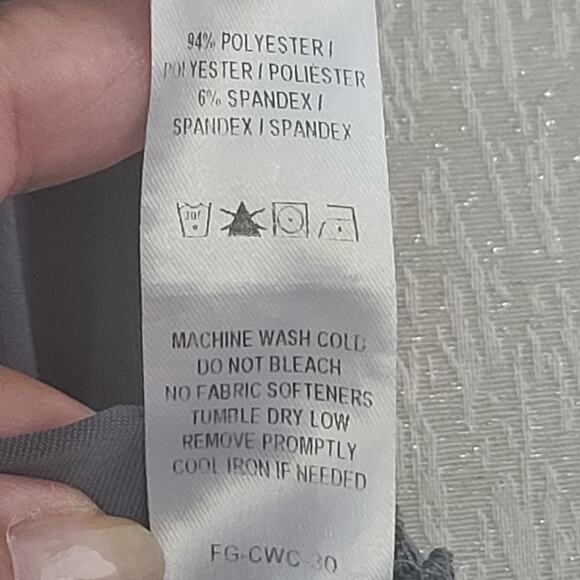 94% POLYESTER /
POLYESTER / POLIÉSTER
6% SPANDEX /
SPANDEX / SPANDEX
30°
MACHINE WASH COLD
DO NOT BLEACH
NO FABRIC SOFTENERS
TUMBLE DRY LOW
REMOVE PROMPTLY
COOL IRON IF NEEDED
FG-CWC-30